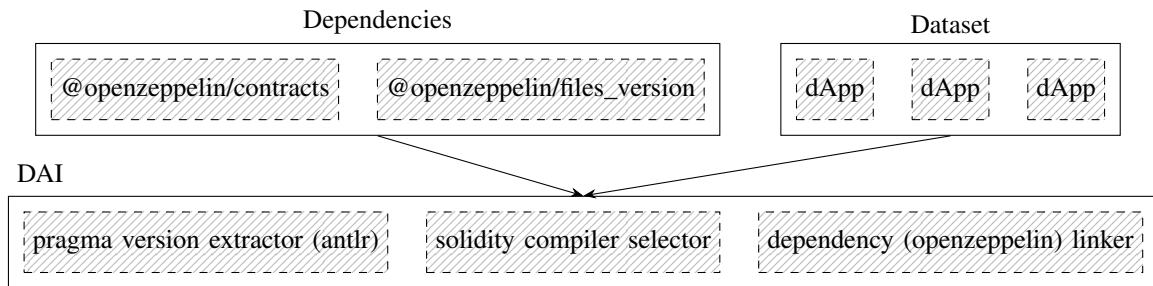 Dependencies
Dataset
@openzeppelin/contracts
@openzeppelin/files_version
dApp
dApp
dApp
DAI
pragma version extractor (antlr)
solidity compiler selector
dependency (openzeppelin) linker